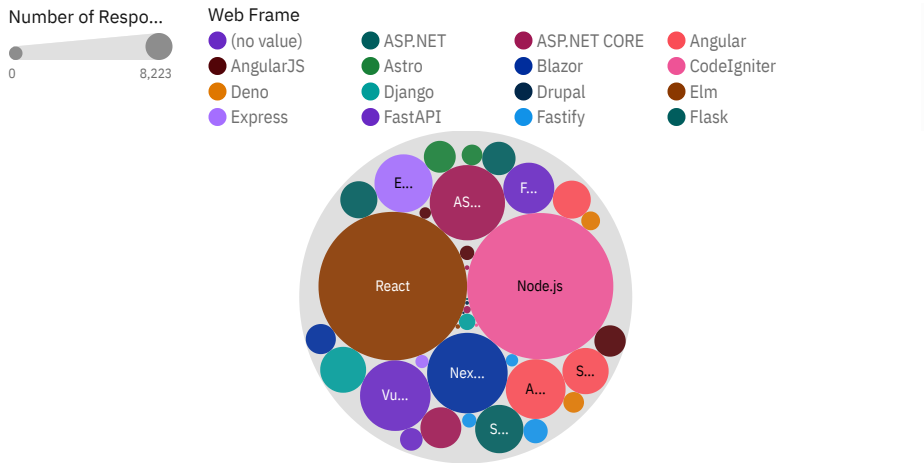 Number of Respo...
0 8,223
Web Frame
(no value) ASP.NET ASP.NET CORE Angular
AngularJS Astro Blazor CodeIgniter
Deno Django Drupal Elm
Express FastAPI Fastify Flask
E... AS... F...
React Node.js
Nex... S...
Vu... A...
S...